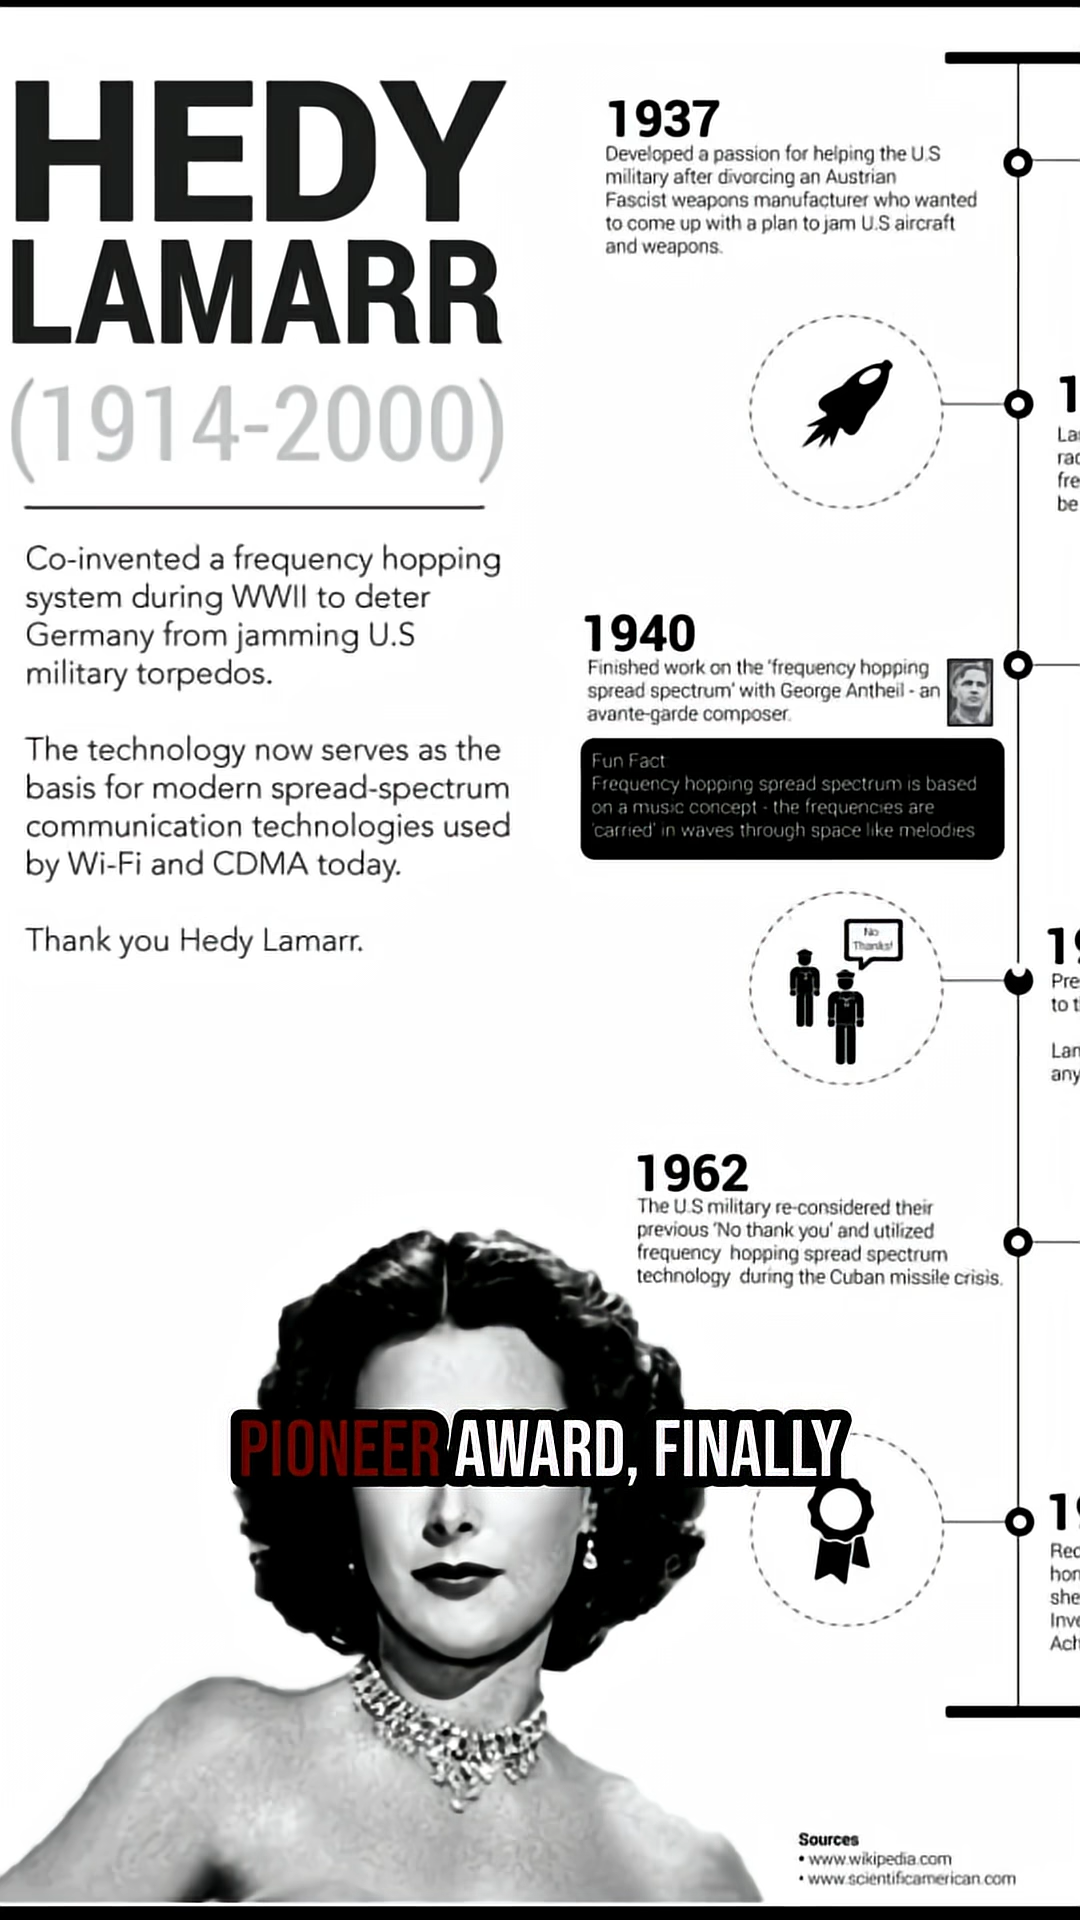 HEDY
LAMARR
(1914-2000)
Co-invented a frequency hopping
system during WWII to deter
Germany from jamming U.S
military torpedos.
The technology now serves as the
basis for modern spread-spectrum
communication technologies used
by Wi-Fi and CDMA today.
Thank you Hedy Lamarr.
1937
Developed a passion for helping the U.S
military after divorcing an Austrian
Fascist weapons manufacturer who wanted
to come up with a plan to jam U.S aircraft
and weapons.
1940
Finished work on the 'frequency hopping
spread spectrum' with George Antheil - an
avante-garde composer.
Fun Fact
Frequency hopping spread spectrum is based
on a music concept - the frequencies are
'carried' in waves through space like melodies
No
Thanks!
1962
The U.S military re-considered their
previous 'No thank you' and utilized
frequency hopping spread spectrum
technology during the Cuban missile crisis.
PIONEER AWARD, FINALLY
be
to
any
she
Sources
• www.wikipedia.com
• www.scientificamerican.com